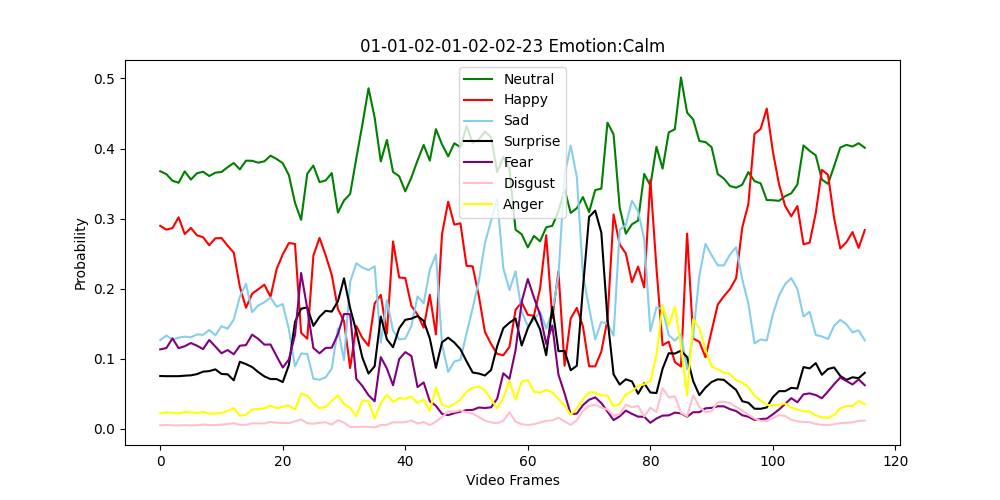 01-01-02-01-02-02-23 Emotion:Calm
Neutral
Happy
Sad
Surprise
Fear
Disgust
Anger
Probability
0.5
0.4
0.3
0.2
0.1
0.0
0 20 40 60 80 100 120
Video Frames